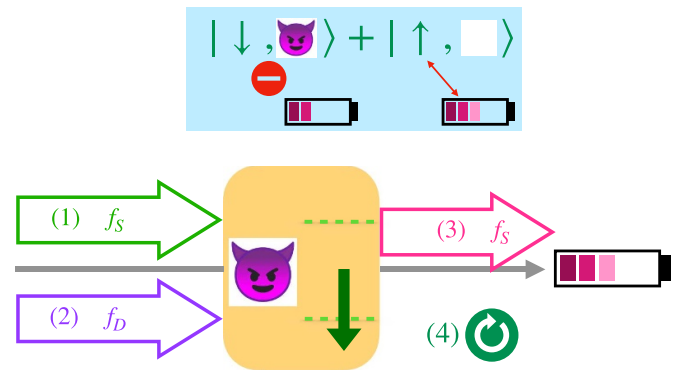 | ↓ , ⟩ + | ↑ , ⟩
(1) f_S
(3) f_S
(2) f_D
(4)